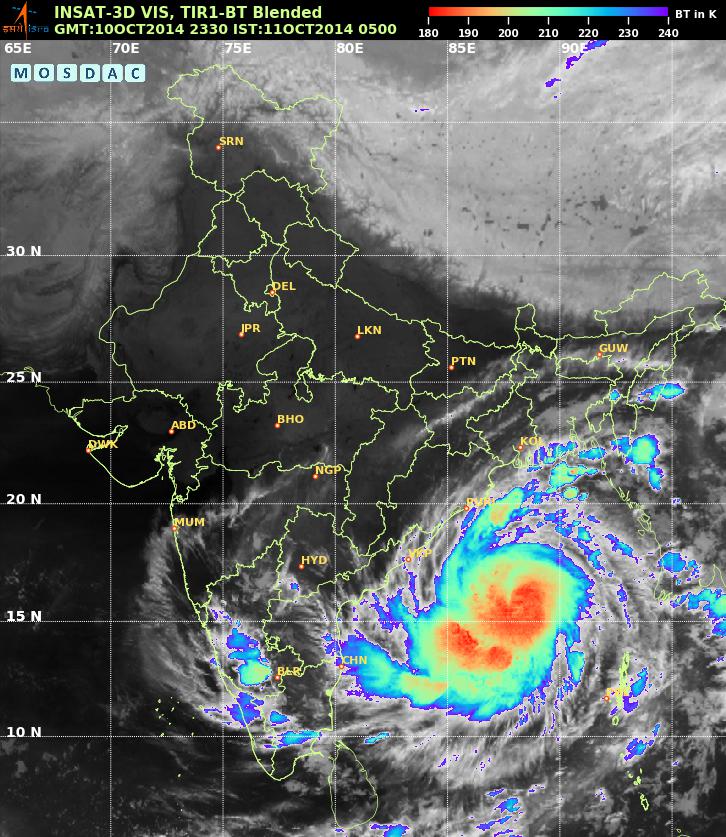 INSAT-3D VIS, TIR1-BT Blended
GMT:10OCT2014 2330 IST:11OCT2014 0500
BT in K
180 190 200 210 220 230 240
65E 70E 75E 80E 85E 90E
MOSDAC
SRN
30 N
DEL
JPR
LKN
GUW
PTN
25 N
BHO
ABD
KOL
DWK
NGP
20 N
MUM
VKP
HYD
15 N
CHN
BLR
10 N